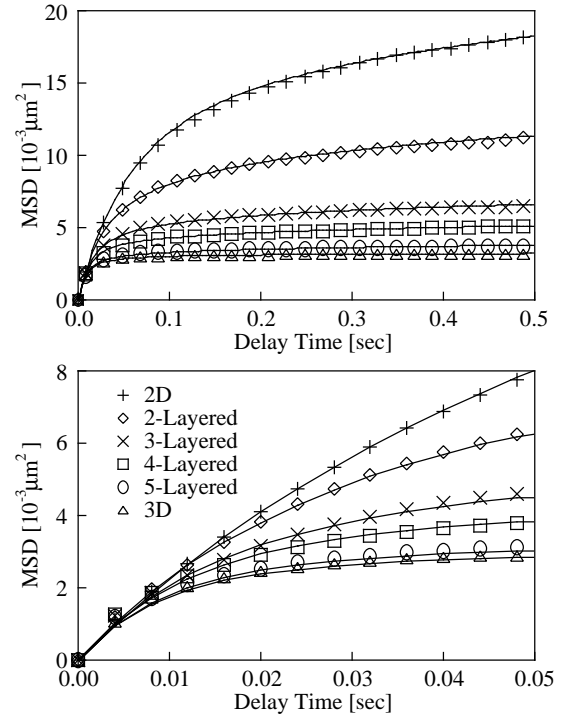 20
15
10
5
0
MSD [10⁻³μm²]
0.0 0.1 0.2 0.3 0.4 0.5
Delay Time [sec]
8
6
4
2
0
MSD [10⁻³μm²]
2D
2-Layered
3-Layered
4-Layered
5-Layered
3D
0.00 0.01 0.02 0.03 0.04 0.05
Delay Time [sec]